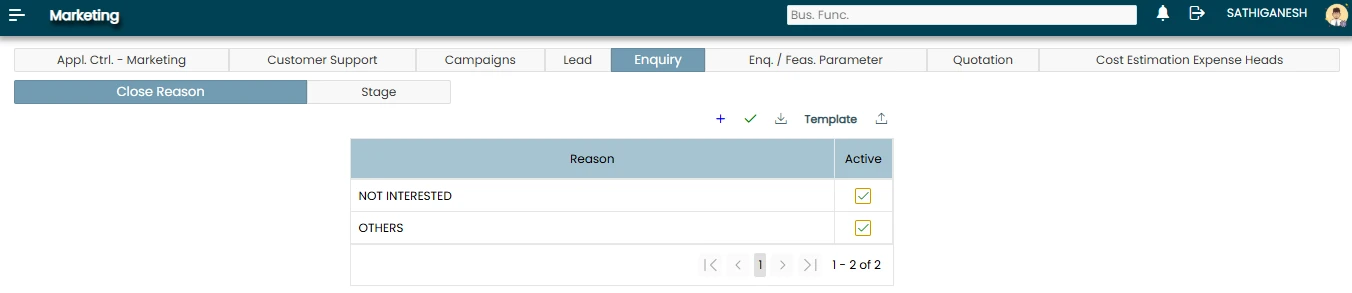 Marketing Bus. Func. SATHIGANESH
Appl. Ctrl. - Marketing Customer Support Campaigns Lead Enquiry Enq. / Feas. Parameter Quotation Cost Estimation Expense Heads
Close Reason Stage
Template
Reason Active
NOT INTERESTED
OTHERS
1 1 - 2 of 2